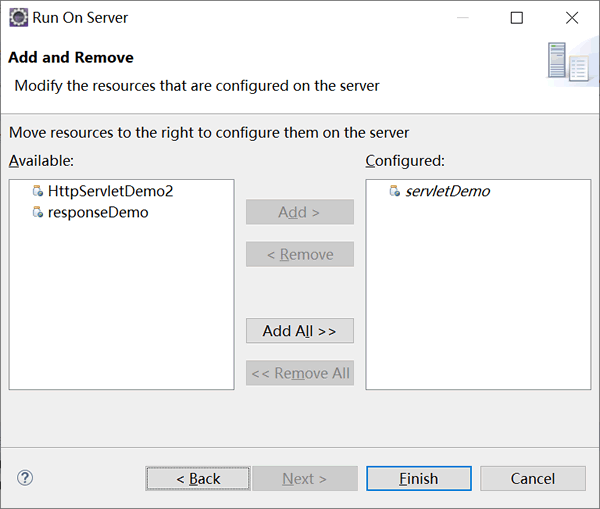 Run On Server
Add and Remove
Modify the resources that are configured on the server
Move resources to the right to configure them on the server
Available:
Configured:
HttpServletDemo2
responseDemo
servletDemo
Add >
< Remove
Add All >>
<< Remove All
?
< Back
Next >
Finish
Cancel